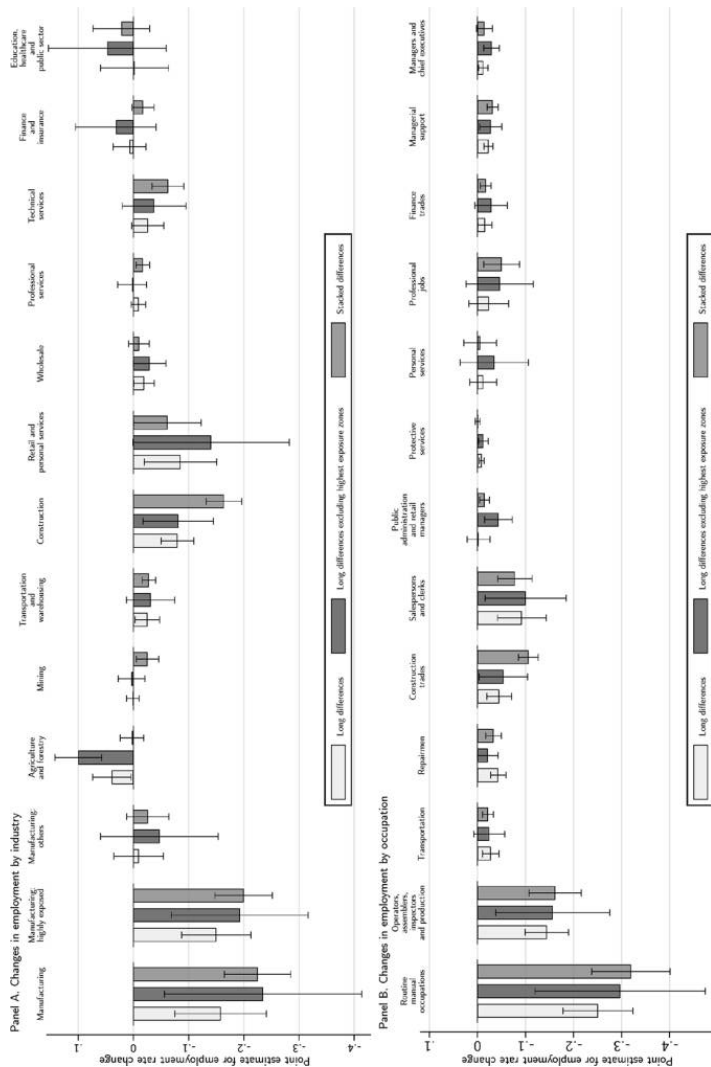 Panel A. Changes in employment by industry
Manufacturing
Manufacturing:
highly exposed
Manufacturing:
others
Agriculture
and forestry
Mining
Transportation
and
warehousing
Construction
Retail and
personal services
Wholesale
Professional
services
Technical
services
Finance
and
insurance
Education,
healthcare
and
public sector
Point estimate for
employment rate change
.1
0
-.1
-.2
-.3
-.4
Long differences
Long differences excluding highest exposure zones
Stacked differences
Panel B. Changes in employment by occupation
Routine
manual
occupations
Operators,
assemblers,
inspectors
and production
Transportation
Repairmen
Construction
trades
Salespersons
and clerks
Public
administration
and retail
managers
Protective
services
Personal
services
Professional
jobs
Finance
trades
Managerial
support
Managers and
chief executives
Point estimate for
employment rate change
.1
0
-.1
-.2
-.3
-.4
Long differences
Long differences excluding highest exposure zones
Stacked differences